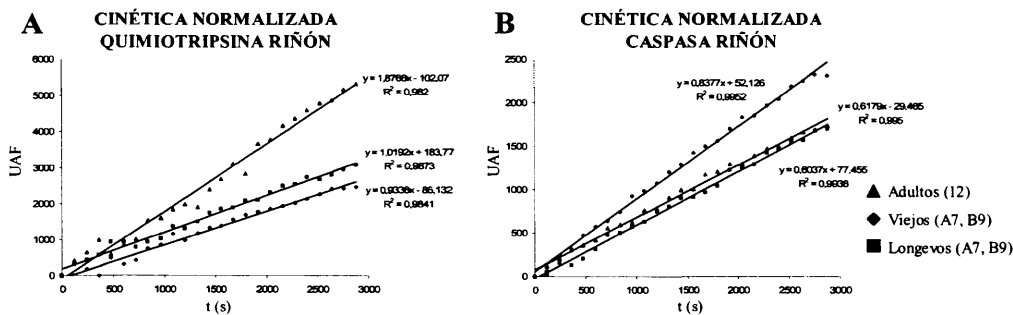 A
CINÉTICA NORMALIZADA
QUIMIOTRIPSINA RIÑÓN
6000
5000
4000
3000
2000
1000
0
UAF
y = 1,8788x - 102,07
R² = 0,982
y = 1,0192x + 183,77
R² = 0,9873
y = 0,9338x - 86,132
R² = 0,9841
0
500
1000
1500
2000
2500
3000
t (s)
B
CINÉTICA NORMALIZADA
CASPASA RIÑÓN
2500
2000
1500
1000
500
0
UAF
y = 0,8377x + 52,126
R² = 0,9952
y = 0,6179x - 29,485
R² = 0,995
y = 0,6037x + 77,455
R² = 0,9938
0
500
1000
1500
2000
2500
3000
t (s)
Adultos (12)
Viejos (A7, B9)
Longevos (A7, B9)